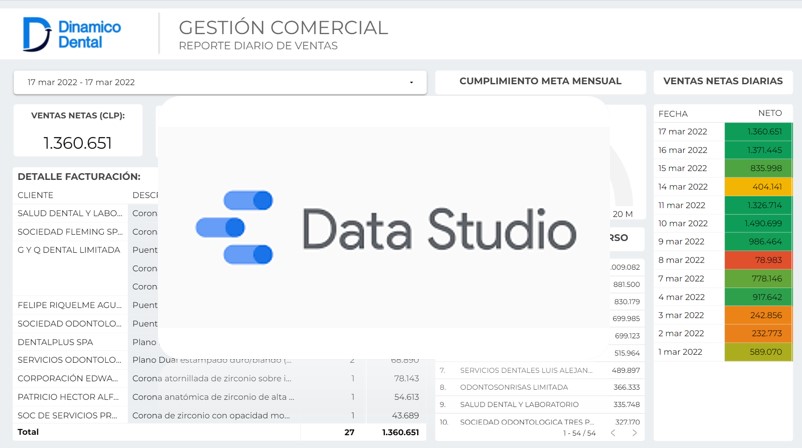 Dinamico
Dental
GESTIÓN COMERCIAL
REPORTE DIARIO DE VENTAS
17 mar 2022 - 17 mar 2022
CUMPLIMIENTO META MENSUAL
VENTAS NETAS DIARIAS
VENTAS NETAS (CLP):
1.360.651
Data Studio
DETALLE FACTURACIÓN:
CLIENTE DESCR
SALUD DENTAL Y LABO... Corona
SOCIEDAD FLEMING SP... Corona
G Y Q DENTAL LIMITADA Puent
Coron
Coron
FELIPE RIQUELME AGU... Puent
SOCIEDAD ODONTOLO... Puent
DENTALPLUS SPA Plano
SERVICIOS ODONTOLO... Plano Dual estampado duro/blando (... 2 68.890
CORPORACIÓN EDWA... Corona atornillada de zirconio sobre i... 1 78.143
PATRICIO HECTOR ALF... Corona anatómica de zirconio de alta ... 1 54.613
SOC DE SERVICIOS PR... Corona de zirconio con opacidad mo... 1 43.689
Total 27 1.360.651
20 M
RSO
.009.082
881.500
830.179
699.985
699.123
515.964
7. SERVICIOS DENTALES LUIS ALEJAN... 489.897
8. ODONTOSONRISAS LIMITADA 366.333
9. SALUD DENTAL Y LABORATORIO 335.748
10. SOCIEDAD ODONTOLOGICA TRES P... 327.170
1 - 54 / 54 < >
FECHA NETO
17 mar 2022 1.360.651
16 mar 2022 1.371.445
15 mar 2022 835.998
14 mar 2022 404.141
11 mar 2022 1.326.714
10 mar 2022 1.490.699
9 mar 2022 986.464
8 mar 2022 78.983
7 mar 2022 778.146
4 mar 2022 917.642
3 mar 2022 242.856
2 mar 2022 232.773
1 mar 2022 589.070